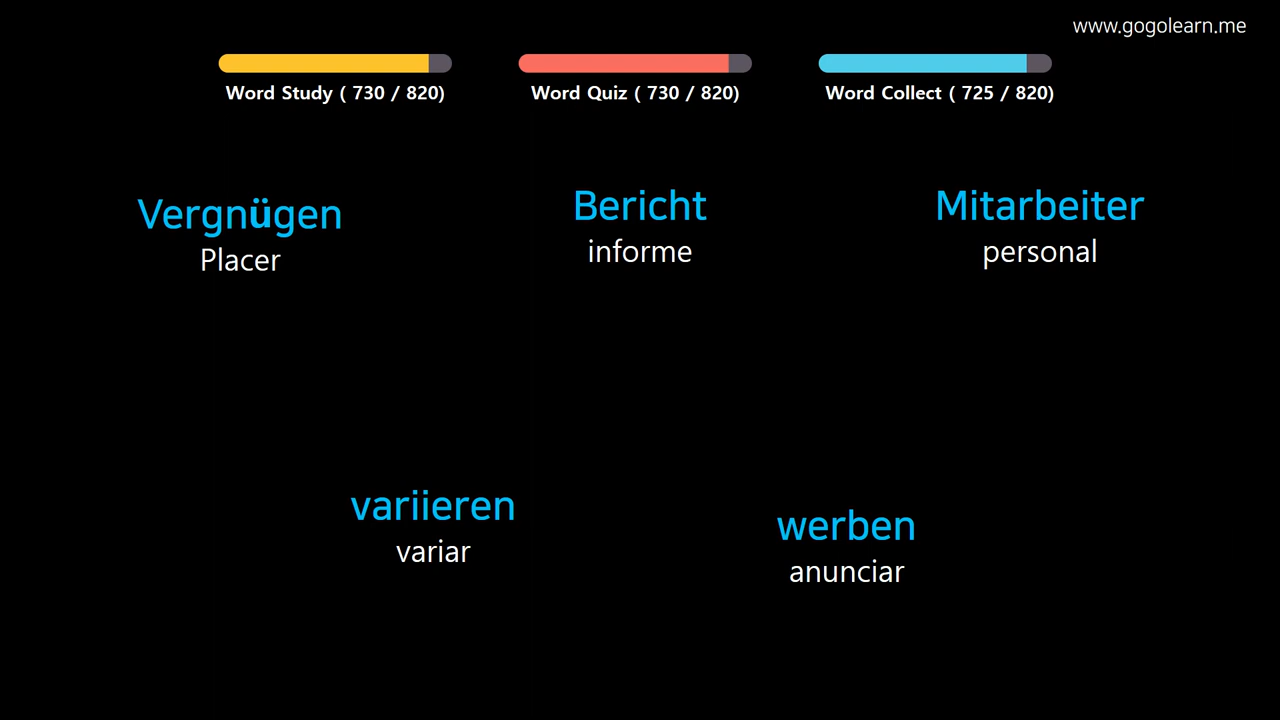 www.gogolearn.me
Word Study ( 730 / 820)
Word Quiz ( 730 / 820)
Word Collect ( 725 / 820)
Vergnügen
Placer
Bericht
informe
Mitarbeiter
personal
variieren
variar
werben
anunciar